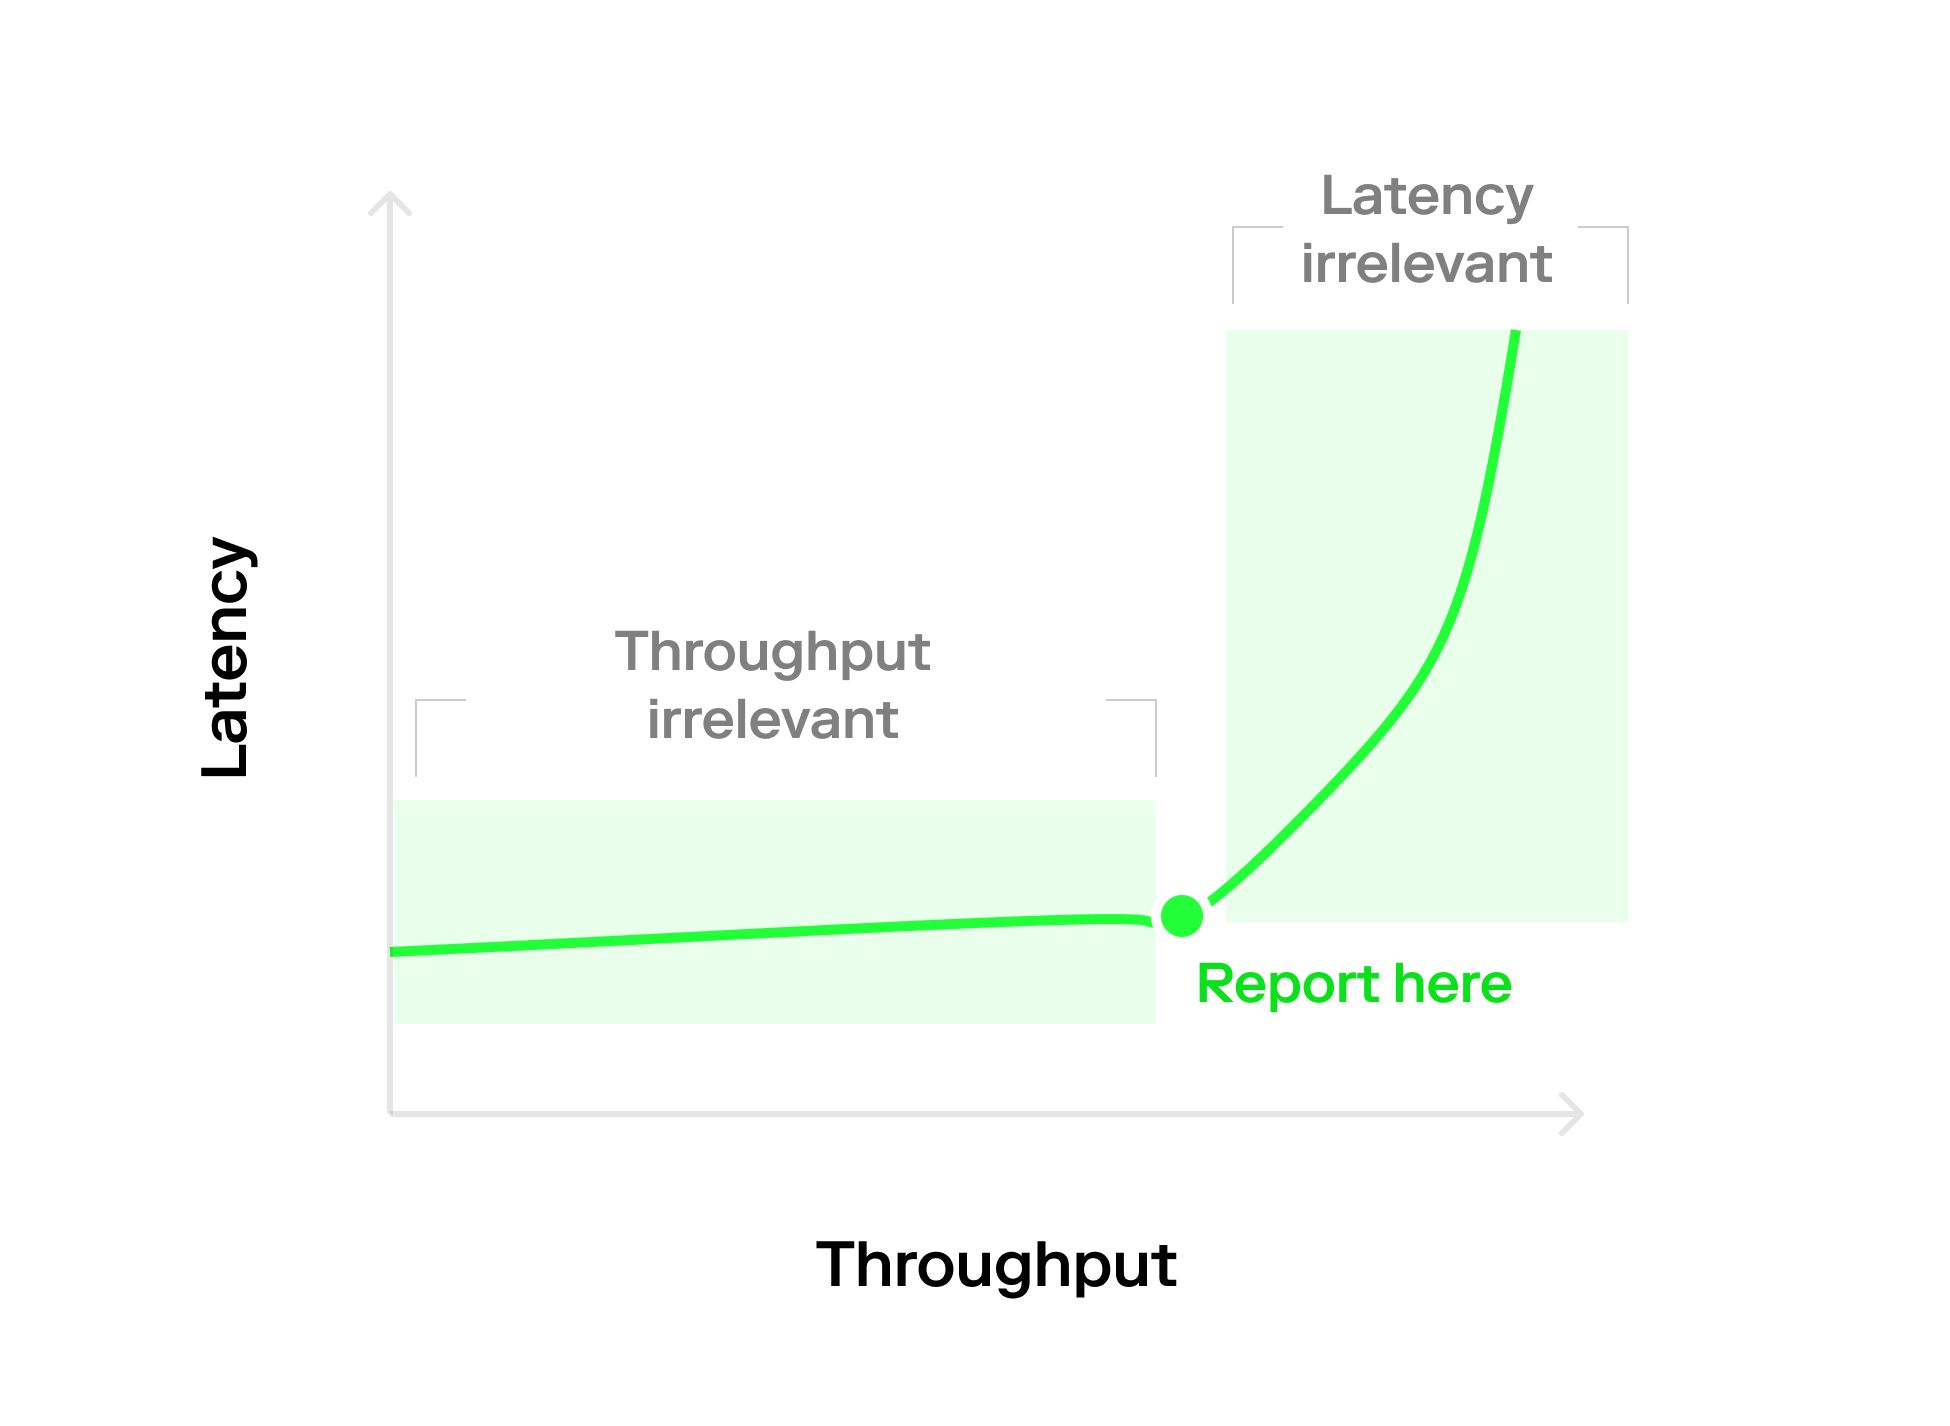 Latency
irrelevant
Latency
Throughput
irrelevant
Report here
Throughput